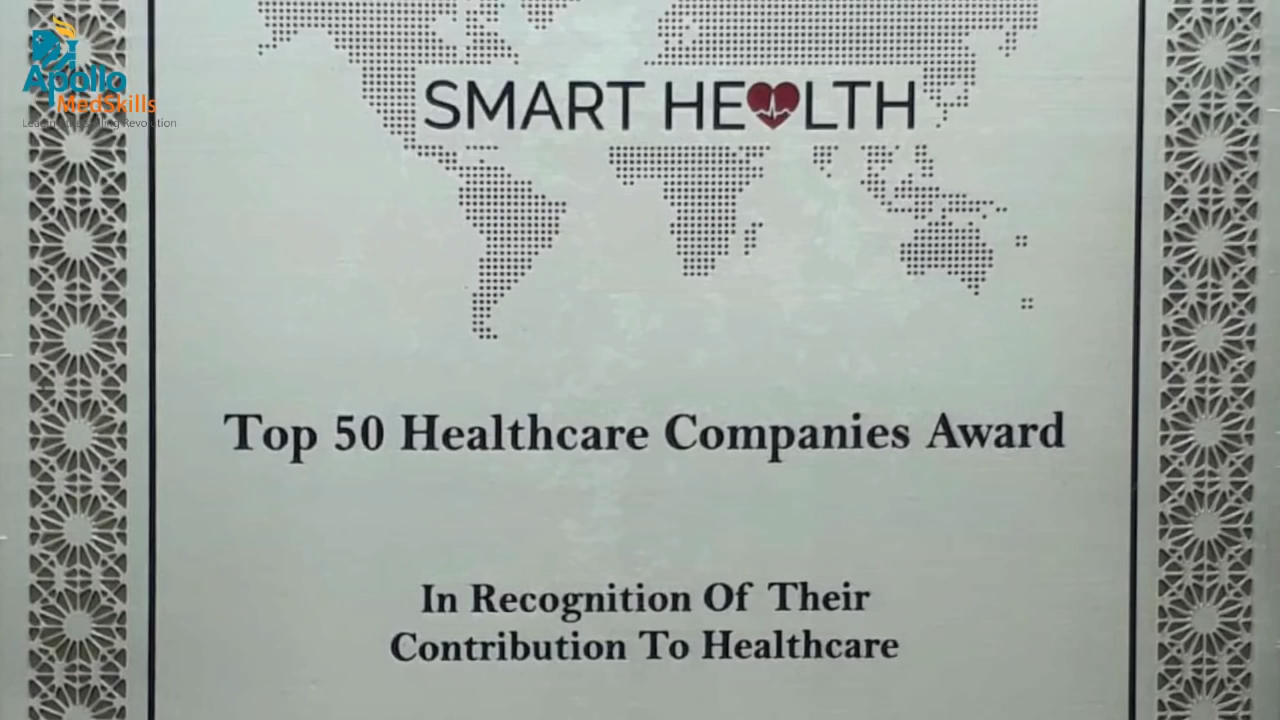 Apollo
MedSkills
SMART HEALTH
Top 50 Healthcare Companies Award
In Recognition Of Their
Contribution To Healthcare